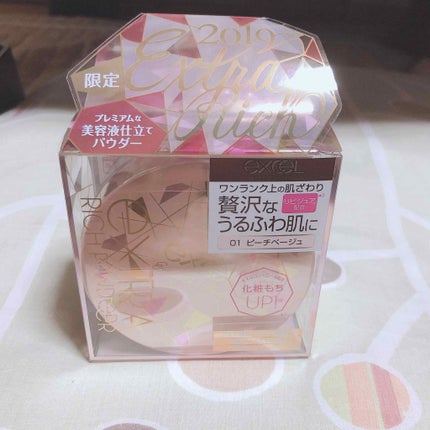 2019
Extra
Rich
限定
プレミアムな
美容液仕立て
パウダー
excel
ワンランク上の肌ざわり
贅沢な
うるふわ肌に
01 ピーチベージュ
EXTRA
RICH POWDER
化粧もち
UP!